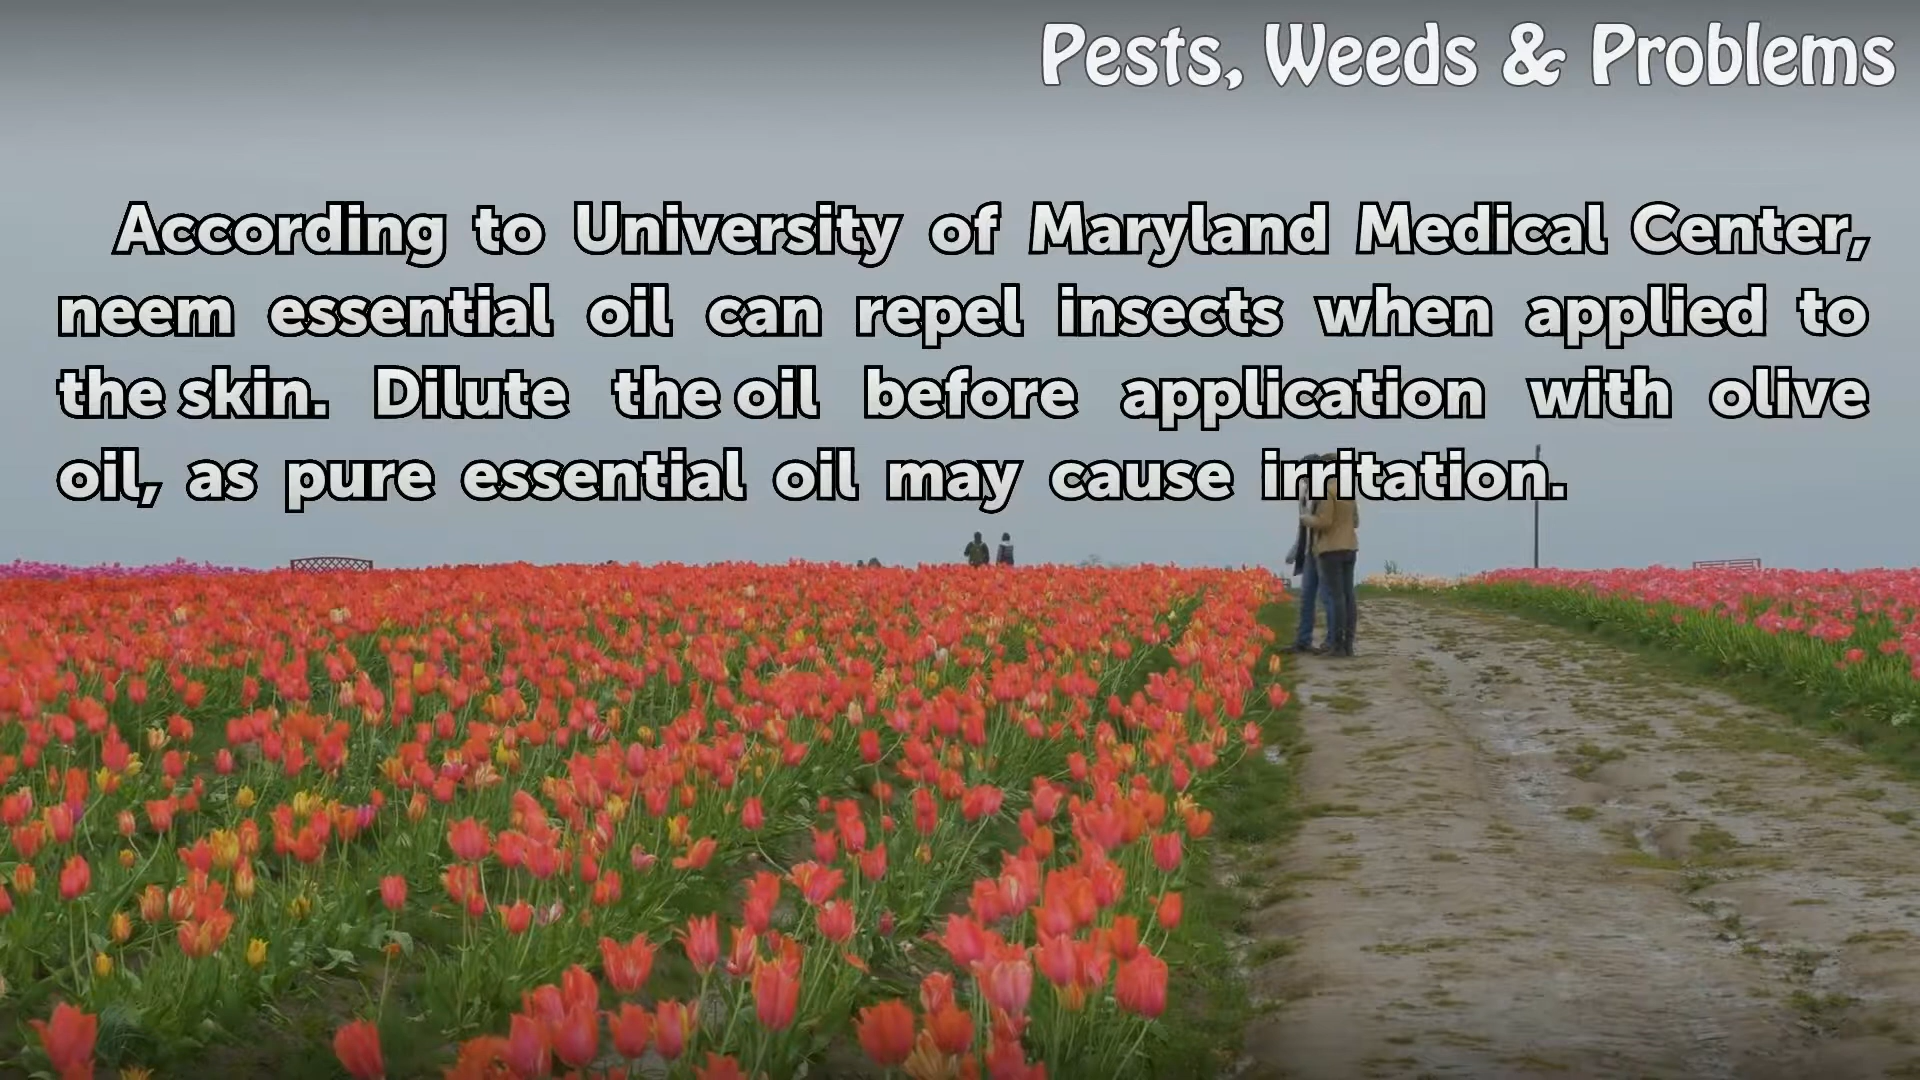 Pests, Weeds & Problems
According to University of Maryland Medical Center,
neem essential oil can repel insects when applied to
the skin. Dilute the oil before application with olive
oil, as pure essential oil may cause irritation.